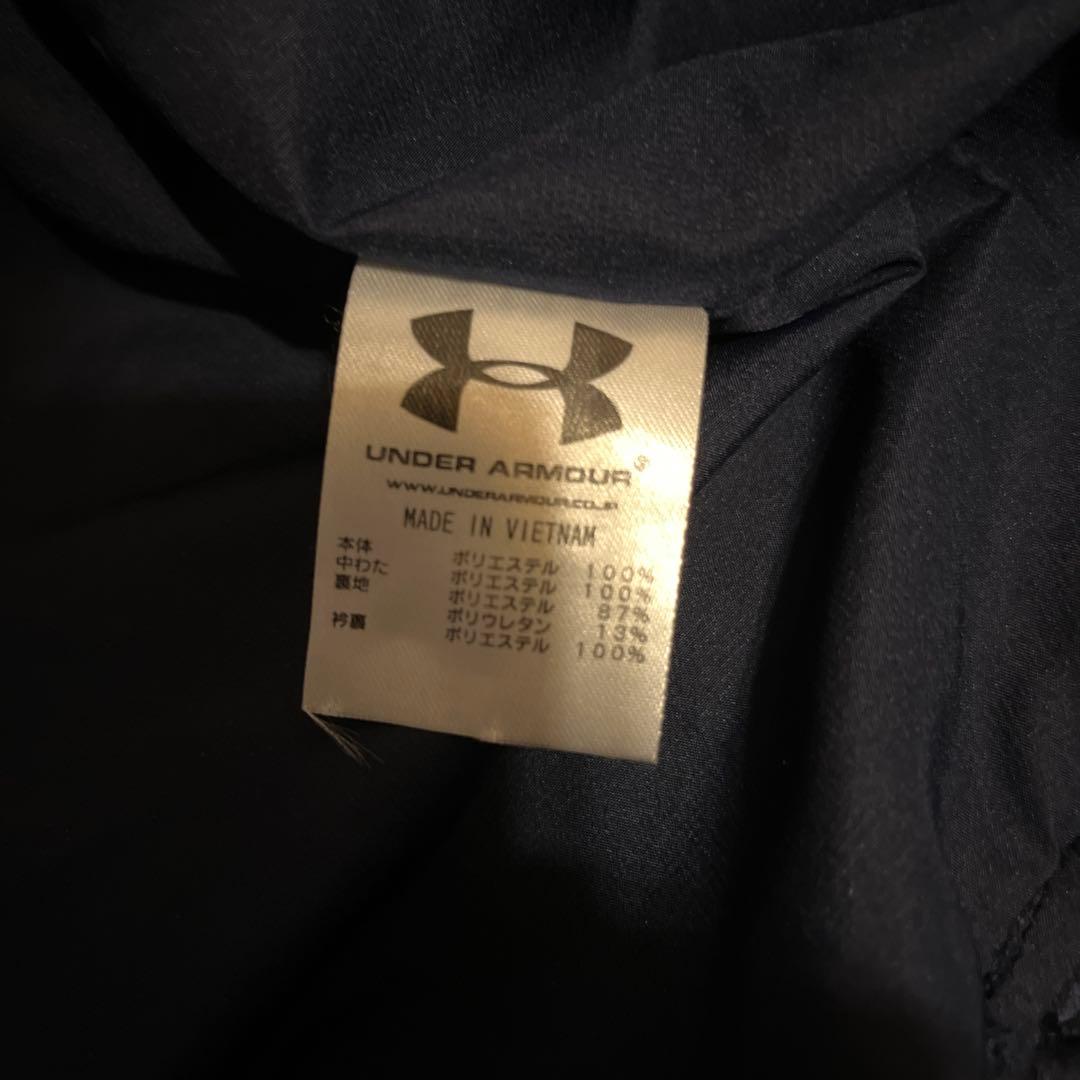 UNDER ARMOUR®
WWW.UNDERARMOUR.CO.JP
MADE IN VIETNAM
本体 ポリエステル 100%
中わた ポリエステル 100%
裏地 ポリエステル 87%
ポリウレタン 13%
衿裏 ポリエステル 100%